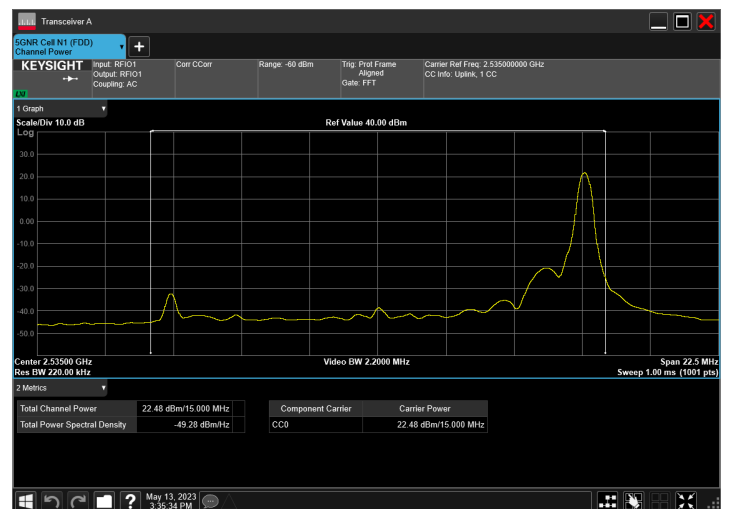 Transceiver A
5GNR Cell N1 (FDD)
Channel Power
KEYSIGHT
LXI
Input: RFIO1
Output: RFIO1
Coupling: AC
Corr CCorr
Range: -60 dBm
Trig: Prot Frame
Aligned
Gate: FFT
Carrier Ref Freq: 2.535000000 GHz
CC Info: Uplink, 1 CC
1 Graph
Scale/Div 10.0 dB
Ref Value 40.00 dBm
Log
30.0
20.0
10.0
0.00
-10.0
-20.0
-30.0
-40.0
-50.0
Center 2.53500 GHz
Video BW 2.2000 MHz
Span 22.5 MHz
Res BW 220.00 kHz
Sweep 1.00 ms (1001 pts)
2 Metrics
Total Channel Power 22.48 dBm/15.000 MHz
Total Power Spectral Density -49.28 dBm/Hz
Component Carrier Carrier Power
CC0 22.48 dBm/15.000 MHz
?
May 13, 2023
3:35:34 PM